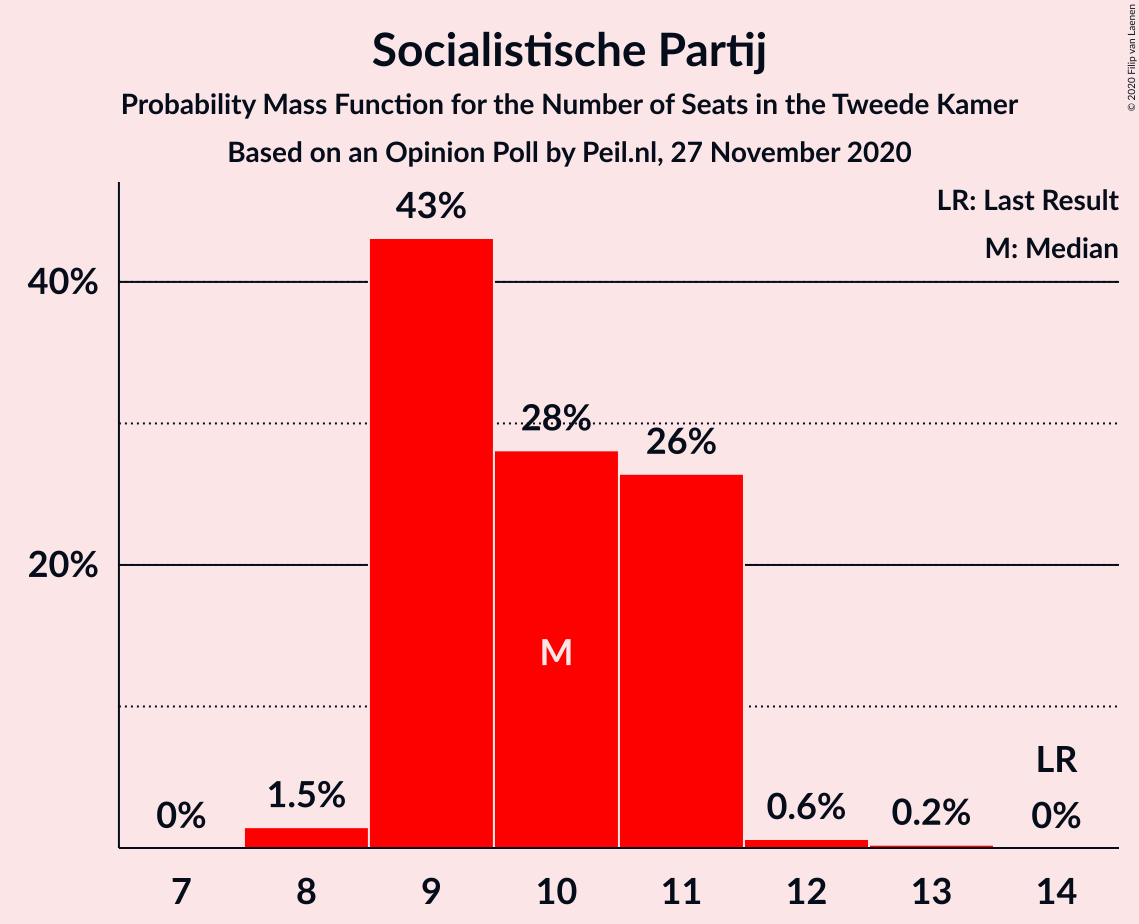 Socialistische Partij
Probability Mass Function for the Number of Seats in the Tweede Kamer
Based on an Opinion Poll by Peil.nl, 27 November 2020
© 2020 Filip van Laenen
LR: Last Result
M: Median
43%
40%
28%
26%
20%
M
LR
0%
1.5%
0.6%
0.2%
0%
7 8 9 10 11 12 13 14